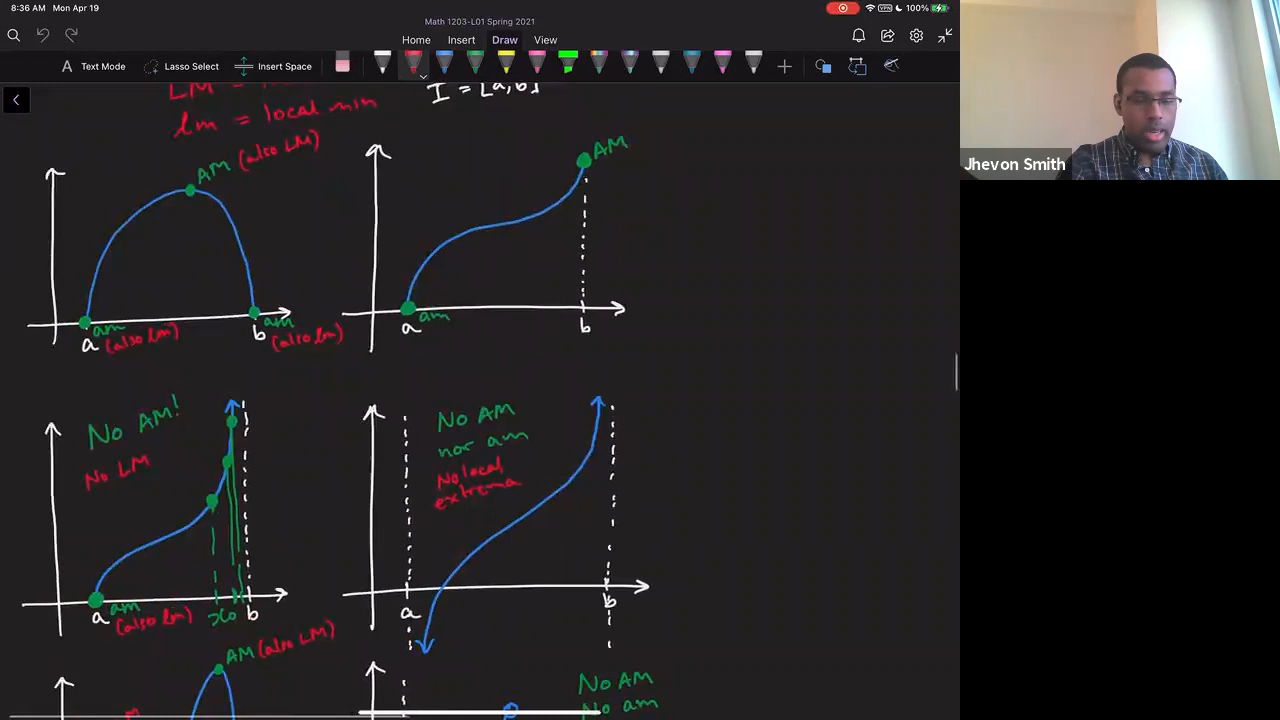 8:36 AM Mon Apr 19
VPN 100%
Math 1203-L01 Spring 2021
Home Insert Draw View
A Text Mode Lasso Select Insert Space
Jhevon Smith
LM =
lm = local min
I = [a,b]
AM (also LM)
am
a (also lm)
am
b (also lm)
AM
am
a
b
No AM!
No LM
am
a (also lm)
x0
b
No AM
nor am
No local
extrema
a
b
AM (also LM)
No AM
No am